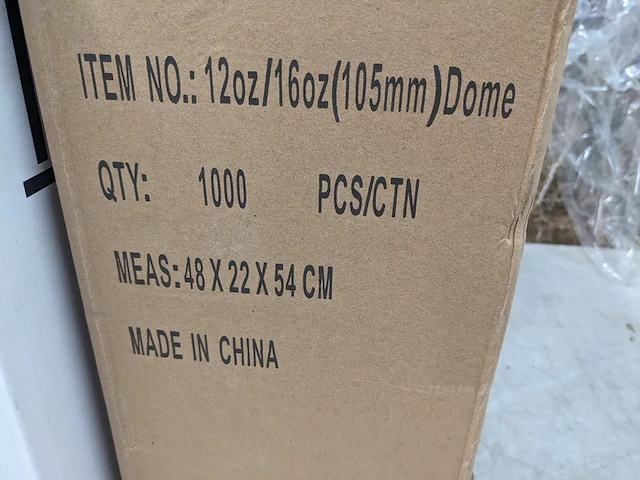 ITEM NO.: 12oz/16oz(105mm)Dome
QTY: 1000 PCS/CTN
MEAS: 48 X 22 X 54 CM
MADE IN CHINA